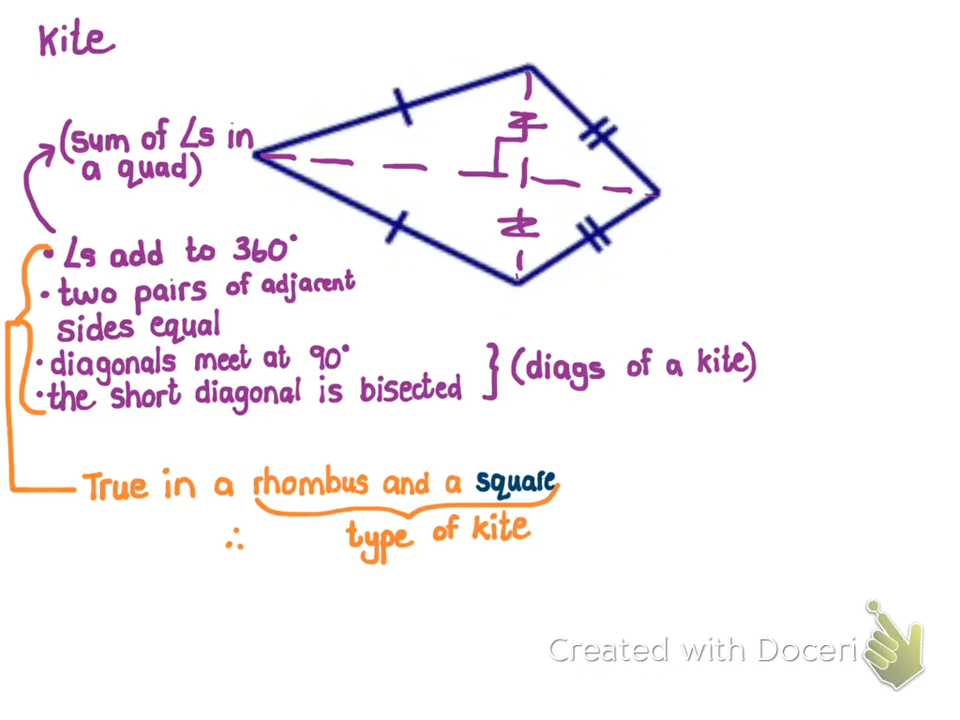 Kite
(sum of ∠s in
a quad)
• ∠s add to 360°
• two pairs of adjacent
sides equal
• diagonals meet at 90°
• the short diagonal is bisected
} (diags of a kite)
True in a rhombus and a square
∴ type of kite
Created with Doceri